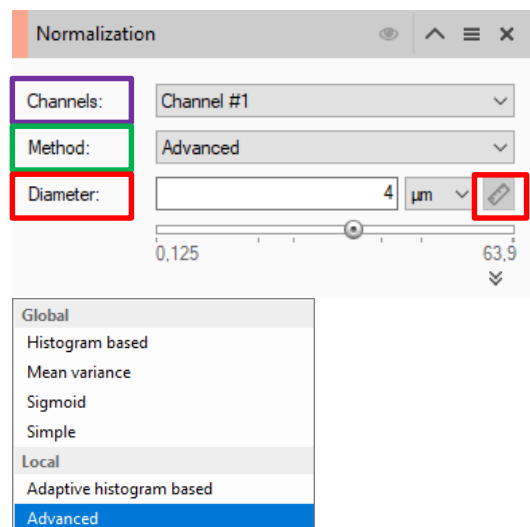 Normalization
Channels: Channel #1
Method: Advanced
Diameter: 4 µm
0,125 63,9
Global
Histogram based
Mean variance
Sigmoid
Simple
Local
Adaptive histogram based
Advanced